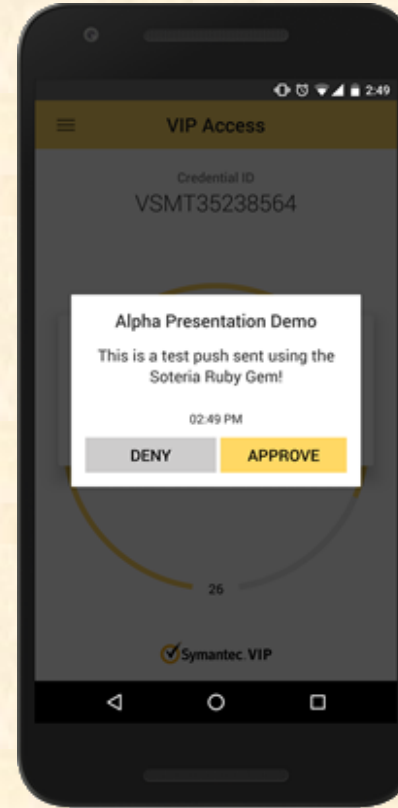 2:49
VIP Access
Credential ID
VSMT35238564
Alpha Presentation Demo
This is a test push sent using the
Soteria Ruby Gem!
02:49 PM
DENY APPROVE
26
Symantec. VIP